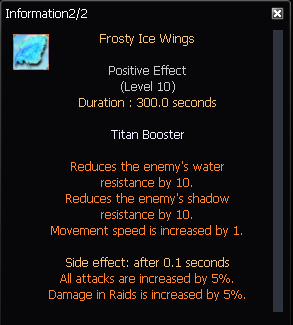 Information2/2
Frosty Ice Wings
Positive Effect
(Level 10)
Duration : 300.0 seconds
Titan Booster
Reduces the enemy's water
resistance by 10.
Reduces the enemy's shadow
resistance by 10.
Movement speed is increased by 1.
Side effect: after 0.1 seconds
All attacks are increased by 5%.
Damage in Raids is increased by 5%.